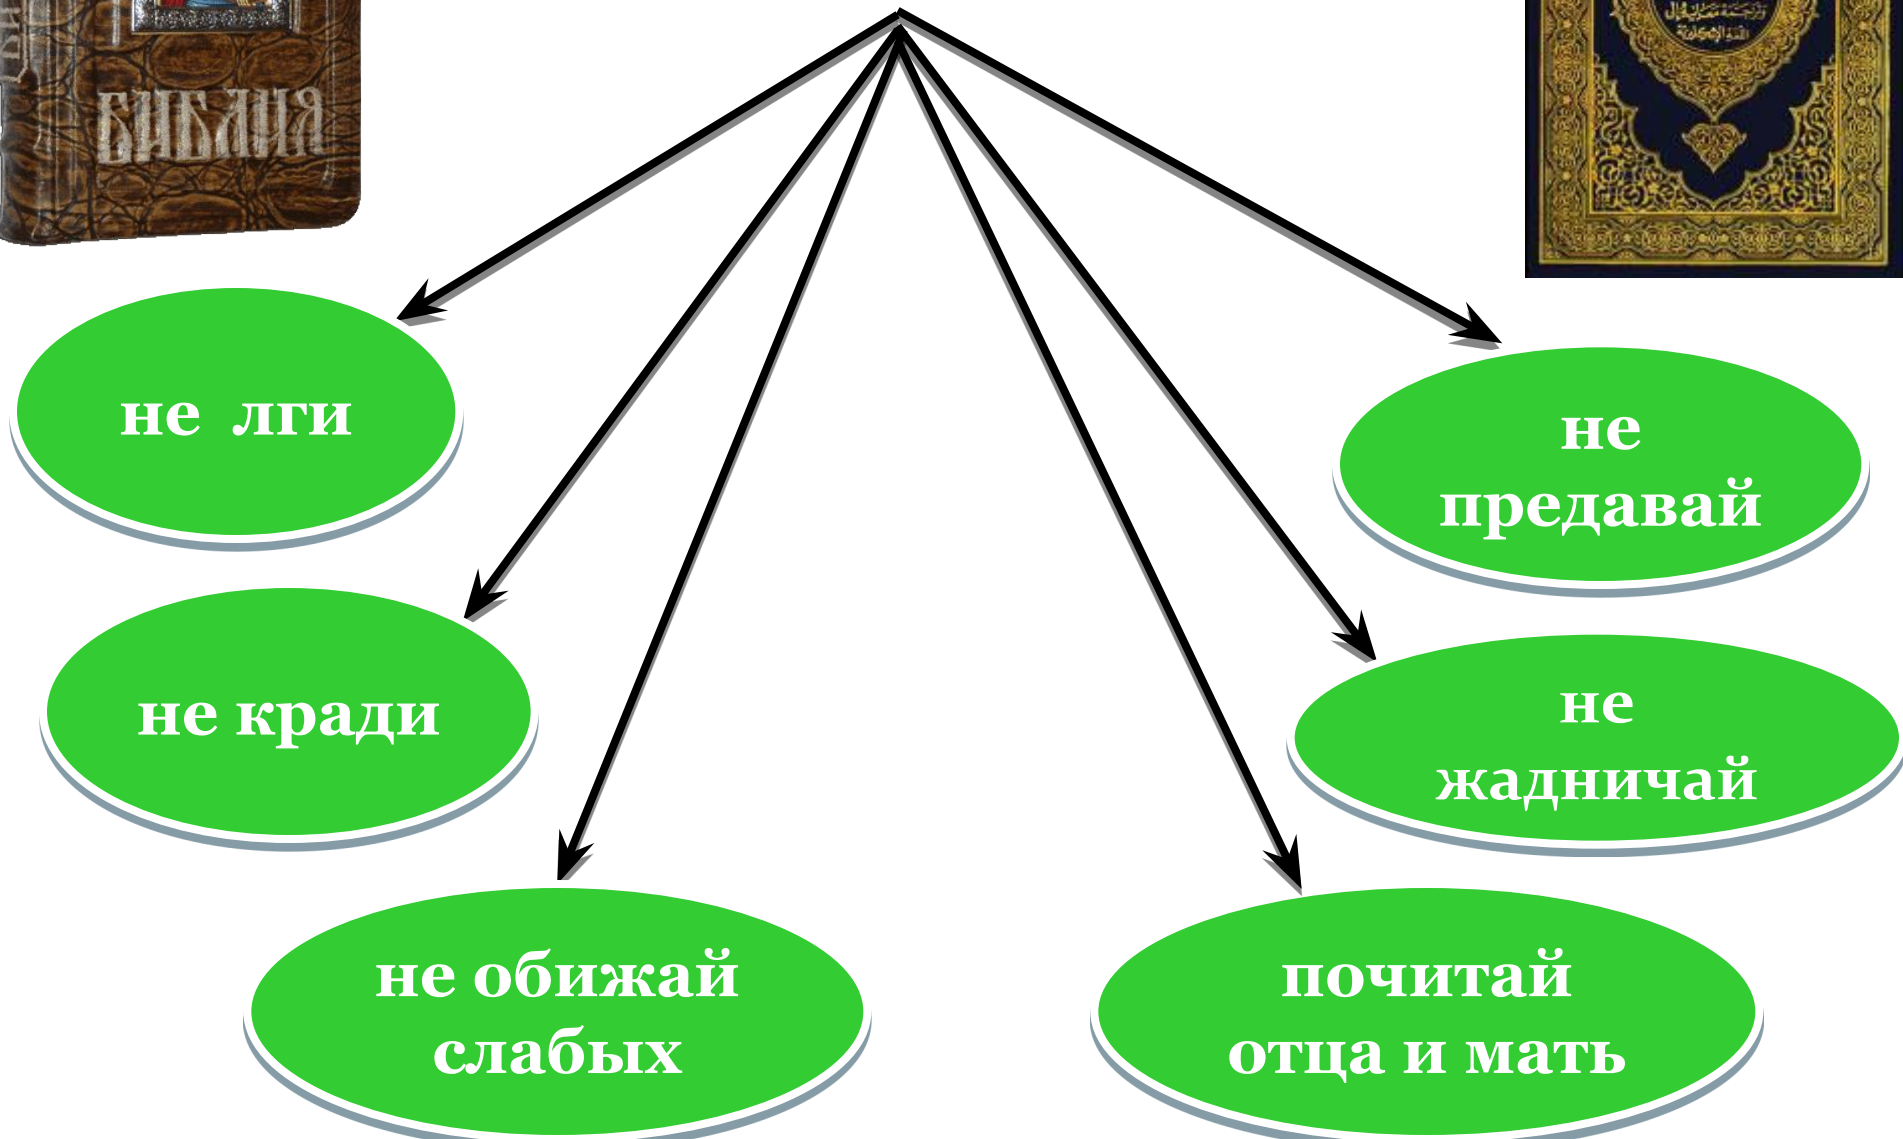 БИБЛИЯ
не лги
не
предавай
не кради
не
жадничай
не обижай
слабых
почитай
отца и мать